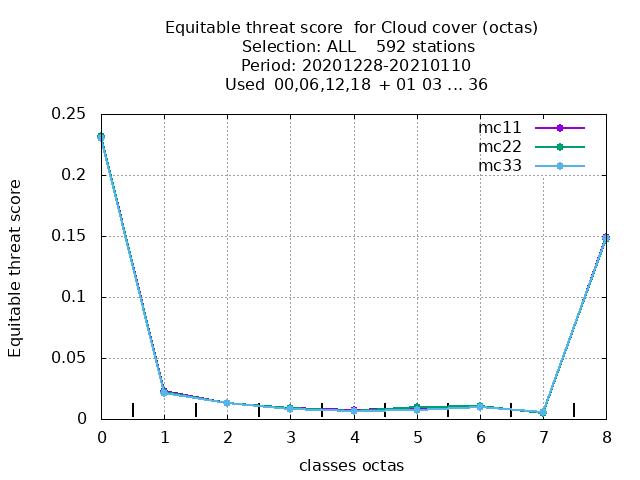 Equitable threat score  for Cloud cover (octas)
Selection: ALL    592 stations
Period: 20201228-20210110
Used  00,06,12,18  + 01 03 ... 36
mc11
mc22
mc33
Equitable threat score
0.25
0.2
0.15
0.1
0.05
0
0 1 2 3 4 5 6 7 8
classes octas